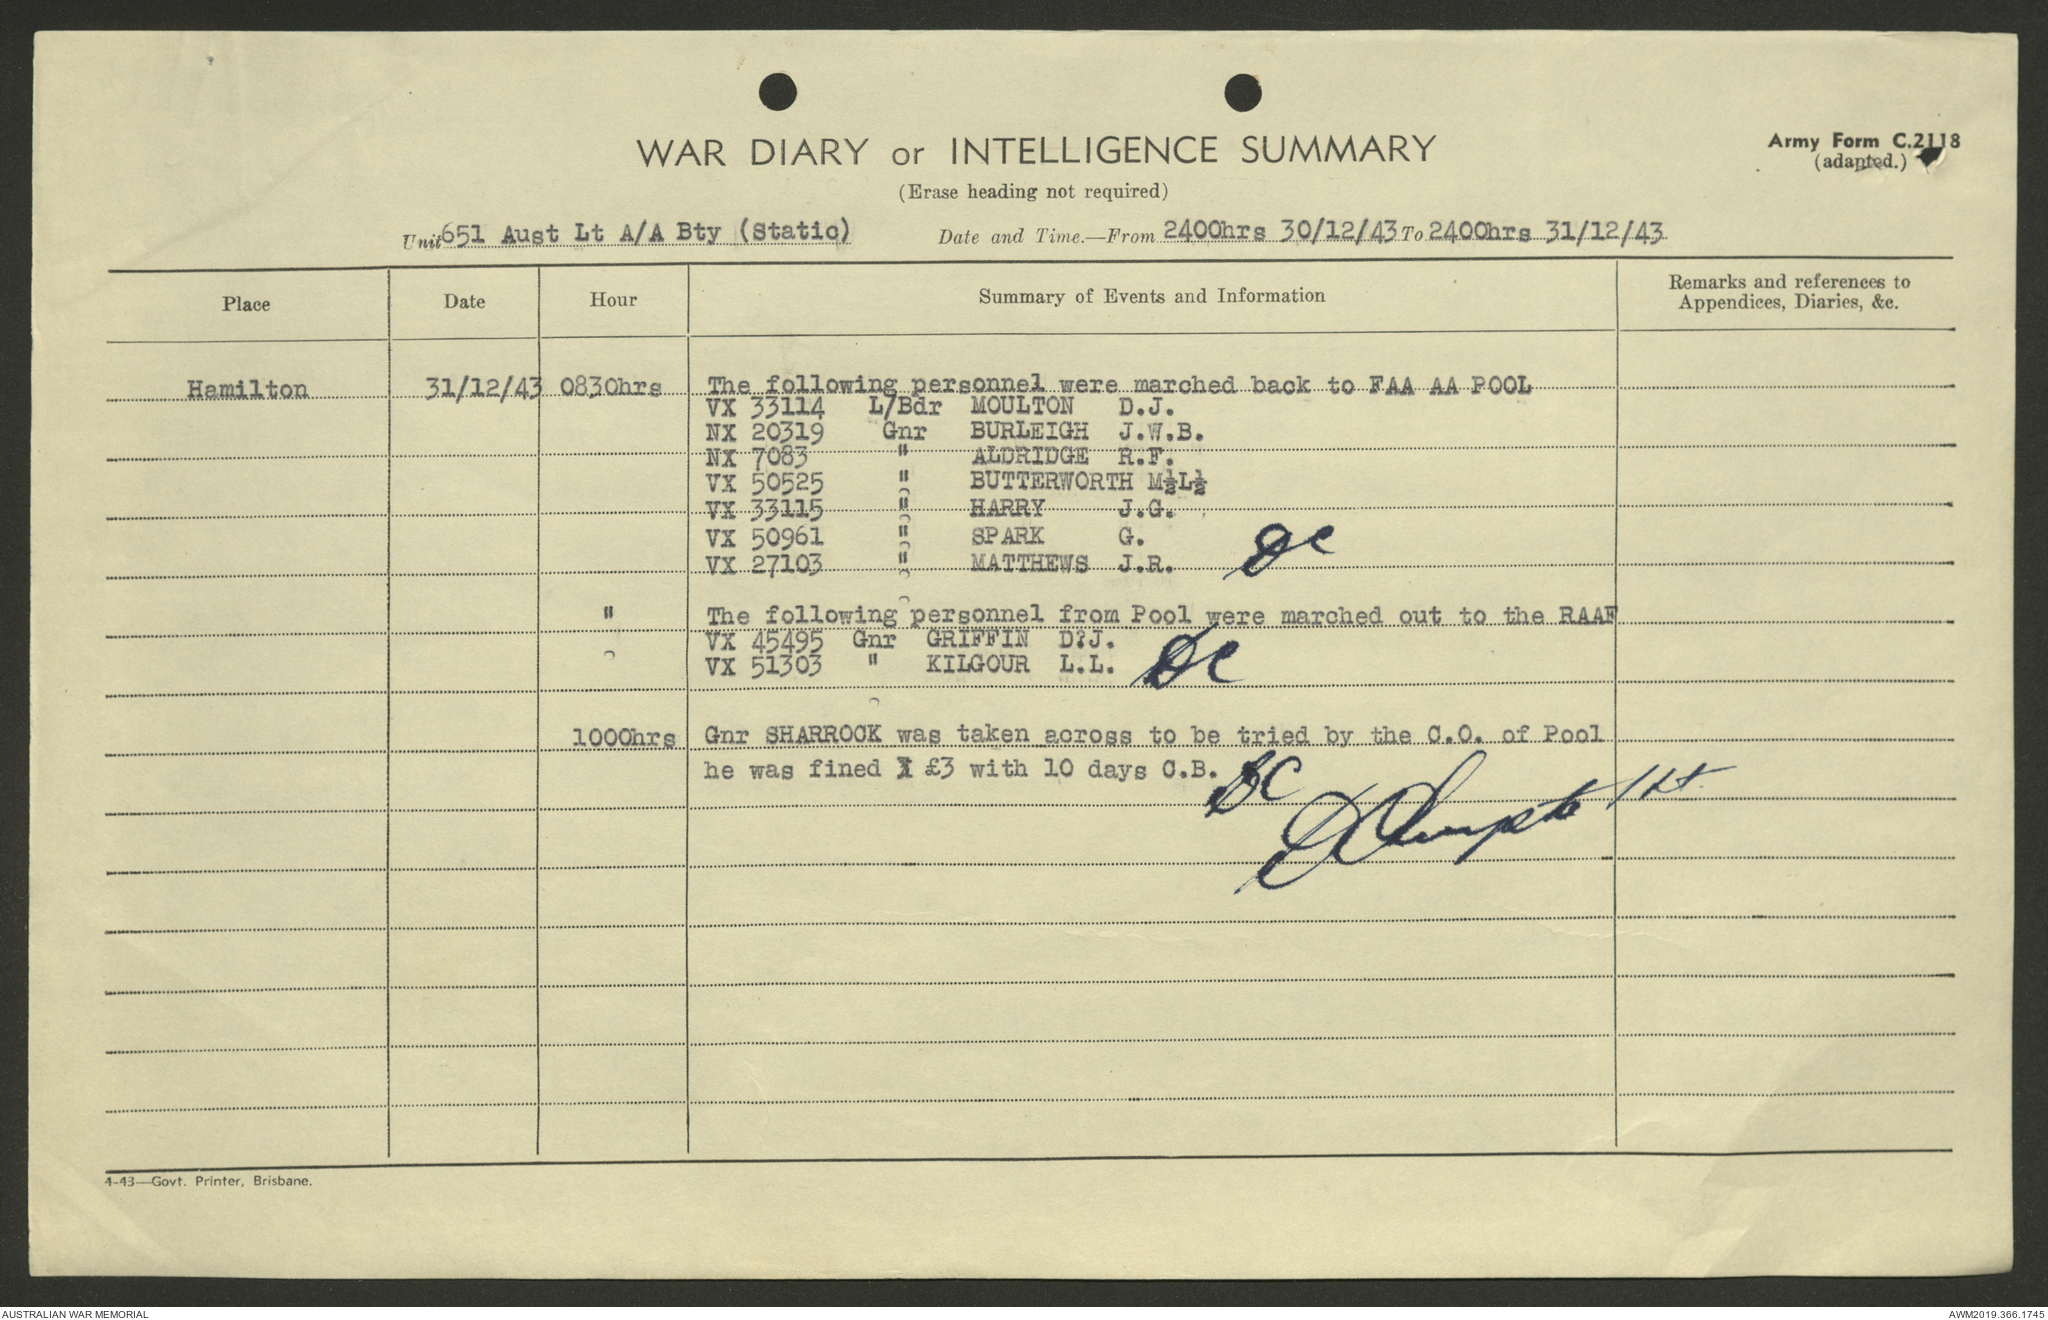 WAR DIARY or INTELLIGENCE SUMMARY
Army Form C.2118
(adapted.)
(Erase heading not required)
Unit 651 Aust Lt A/A Bty (Static) Date and Time.—From 2400hrs 30/12/43 To 2400hrs 31/12/43
Place Date Hour Summary of Events and Information Remarks and references to
Appendices, Diaries, &c.
Hamilton 31/12/43 0830hrs The following personnel were marched back to FAA AA POOL
VX 33114 L/Bdr MOULTON D.J.
NX 20319 Gnr BURLEIGH J.W.B.
NX 7083 " ALDRIDGE R.F.
VX 50525 " BUTTERWORTH M½L½
VX 33115 " HARRY J.G.
VX 50961 " SPARK G.
VX 27103 " MATTHEWS J.R. DC
" The following personnel from Pool were marched out to the RAAF
VX 45495 Gnr GRIFFIN D?J.
VX 51303 " KILGOUR L.L. DC
1000hrs Gnr SHARROCK was taken across to be tried by the C.O. of Pool
he was fined £3 with 10 days C.B. DC
Lt.
4-43—Govt. Printer, Brisbane.
AUSTRALIAN WAR MEMORIAL
AWM2019.366.1745